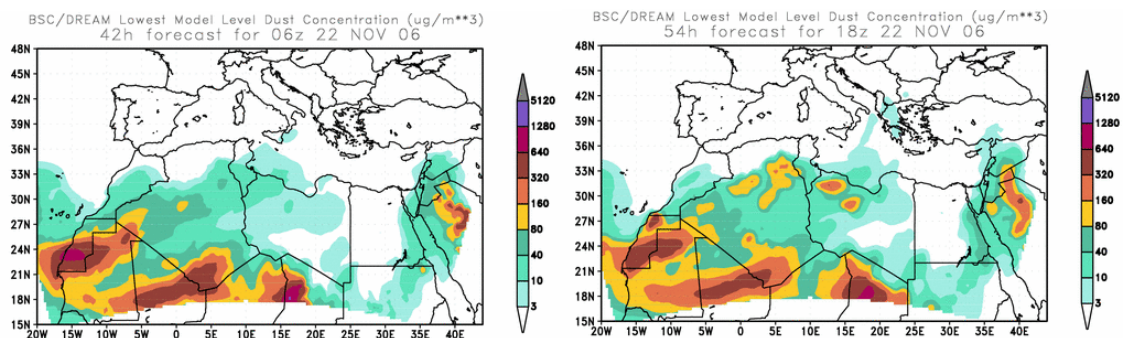 BSC/DREAM Lowest Model Level Dust Concentration (ug/m**3)
42h forecast for 06z 22 NOV 06
48N
45N
42N
39N
36N
33N
30N
27N
24N
21N
18N
15N
20W 15W 10W 5W 0 5E 10E 15E 20E 25E 30E 35E 40E
5120
1280
640
320
160
80
40
10
3
BSC/DREAM Lowest Model Level Dust Concentration (ug/m**3)
54h forecast for 18z 22 NOV 06
48N
45N
42N
39N
36N
33N
30N
27N
24N
21N
18N
15N
20W 15W 10W 5W 0 5E 10E 15E 20E 25E 30E 35E 40E
5120
1280
640
320
160
80
40
10
3